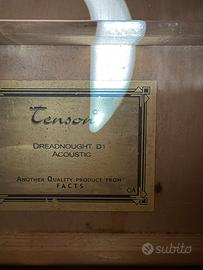 Tenson
DREADNOUGHT D1
ACOUSTIC
ANOTHER QUALITY PRODUCT FROM
FACTS
CA
subito